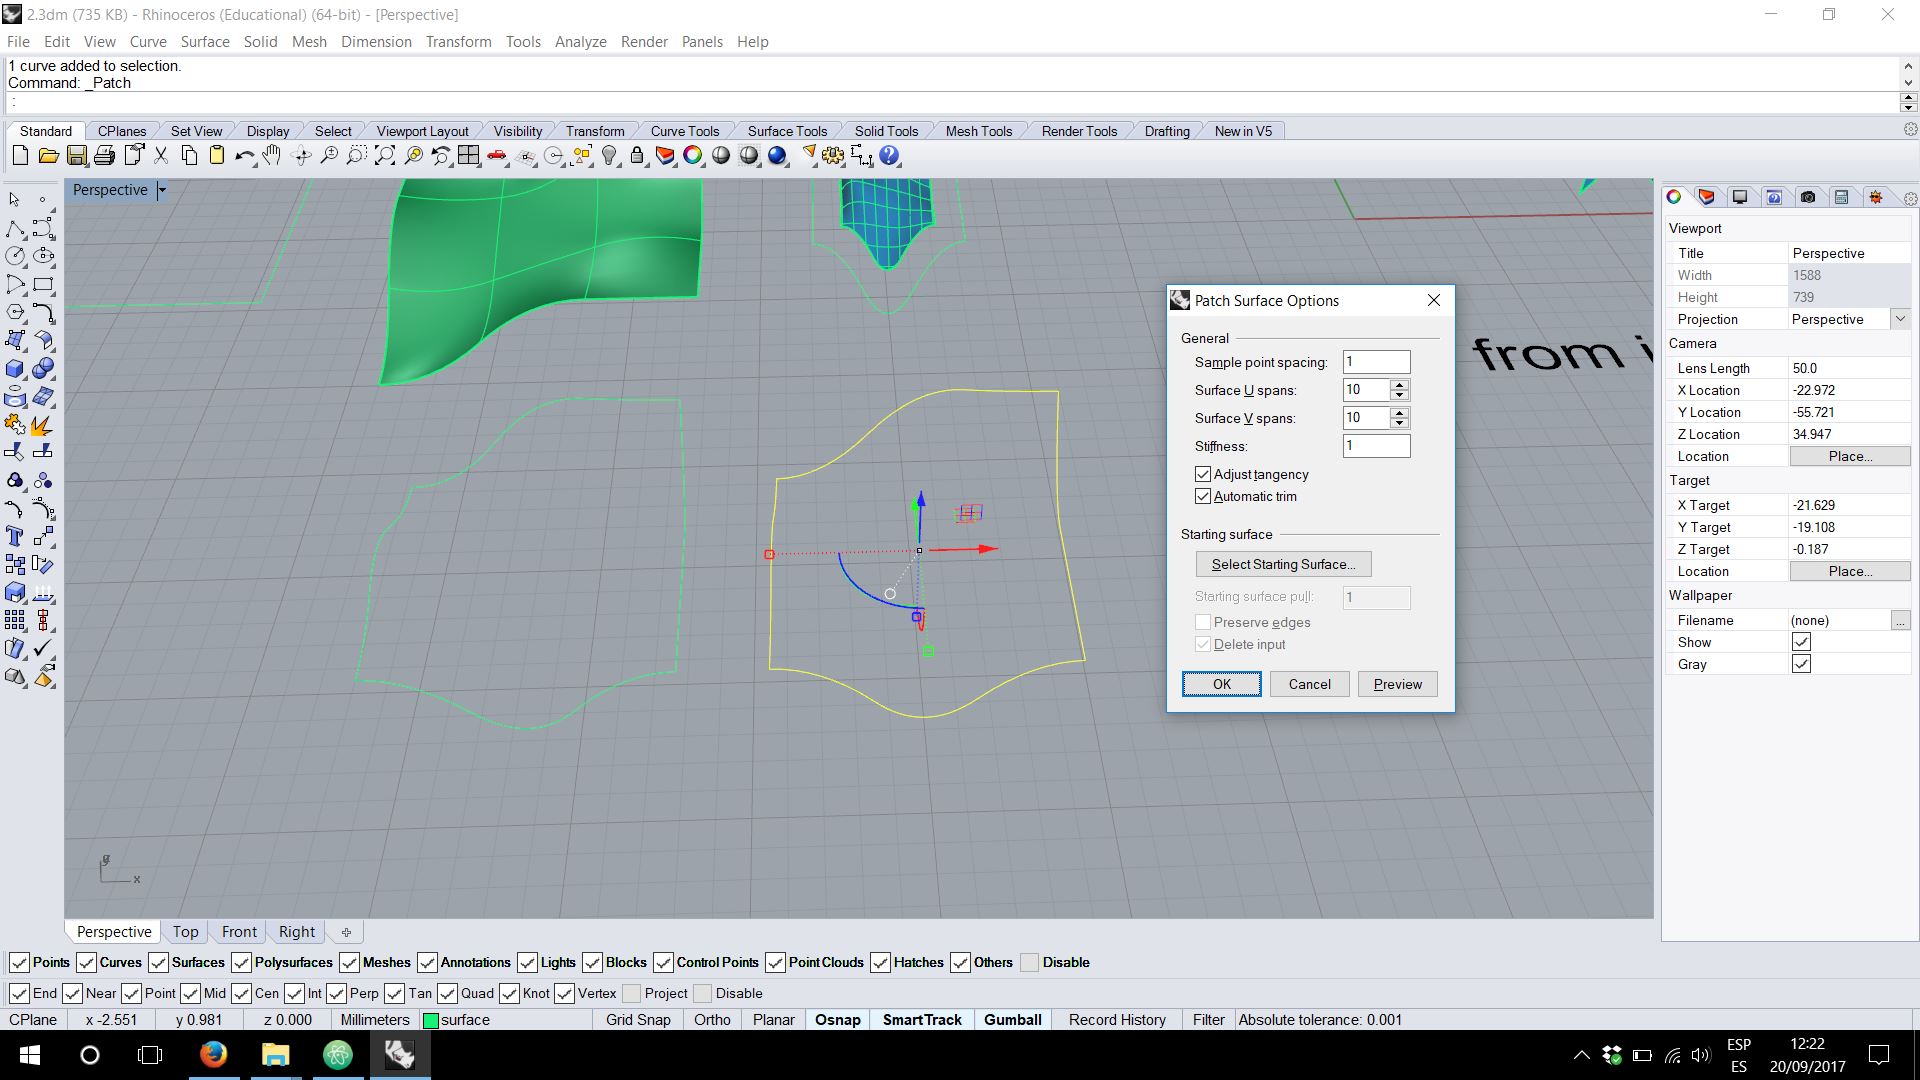 2.3dm (735 KB) - Rhinoceros (Educational) (64-bit) - [Perspective]
File Edit View Curve Surface Solid Mesh Dimension Transform Tools Analyze Render Panels Help
1 curve added to selection.
Command: _Patch
:
Standard CPlanes Set View Display Select Viewport Layout Visibility Transform Curve Tools Surface Tools Solid Tools Mesh Tools Render Tools Drafting New in V5
Perspective
from i
x
Patch Surface Options
General
Sample point spacing: 1
Surface U spans: 10
Surface V spans: 10
Stiffness: 1
Adjust tangency
Automatic trim
Starting surface
Select Starting Surface...
Starting surface pull: 1
Preserve edges
Delete input
OK Cancel Preview
Viewport
Title Perspective
Width 1588
Height 739
Projection Perspective
Camera
Lens Length 50.0
X Location -22.972
Y Location -55.721
Z Location 34.947
Location Place...
Target
X Target -21.629
Y Target -19.108
Z Target -0.187
Location Place...
Wallpaper
Filename (none) ...
Show
Gray
Perspective Top Front Right
Points Curves Surfaces Polysurfaces Meshes Annotations Lights Blocks Control Points Point Clouds Hatches Others Disable
End Near Point Mid Cen Int Perp Tan Quad Knot Vertex Project Disable
CPlane x -2.551 y 0.981 z 0.000 Millimeters surface Grid Snap Ortho Planar Osnap SmartTrack Gumball Record History Filter Absolute tolerance: 0.001
ESP
ES
12:22
20/09/2017